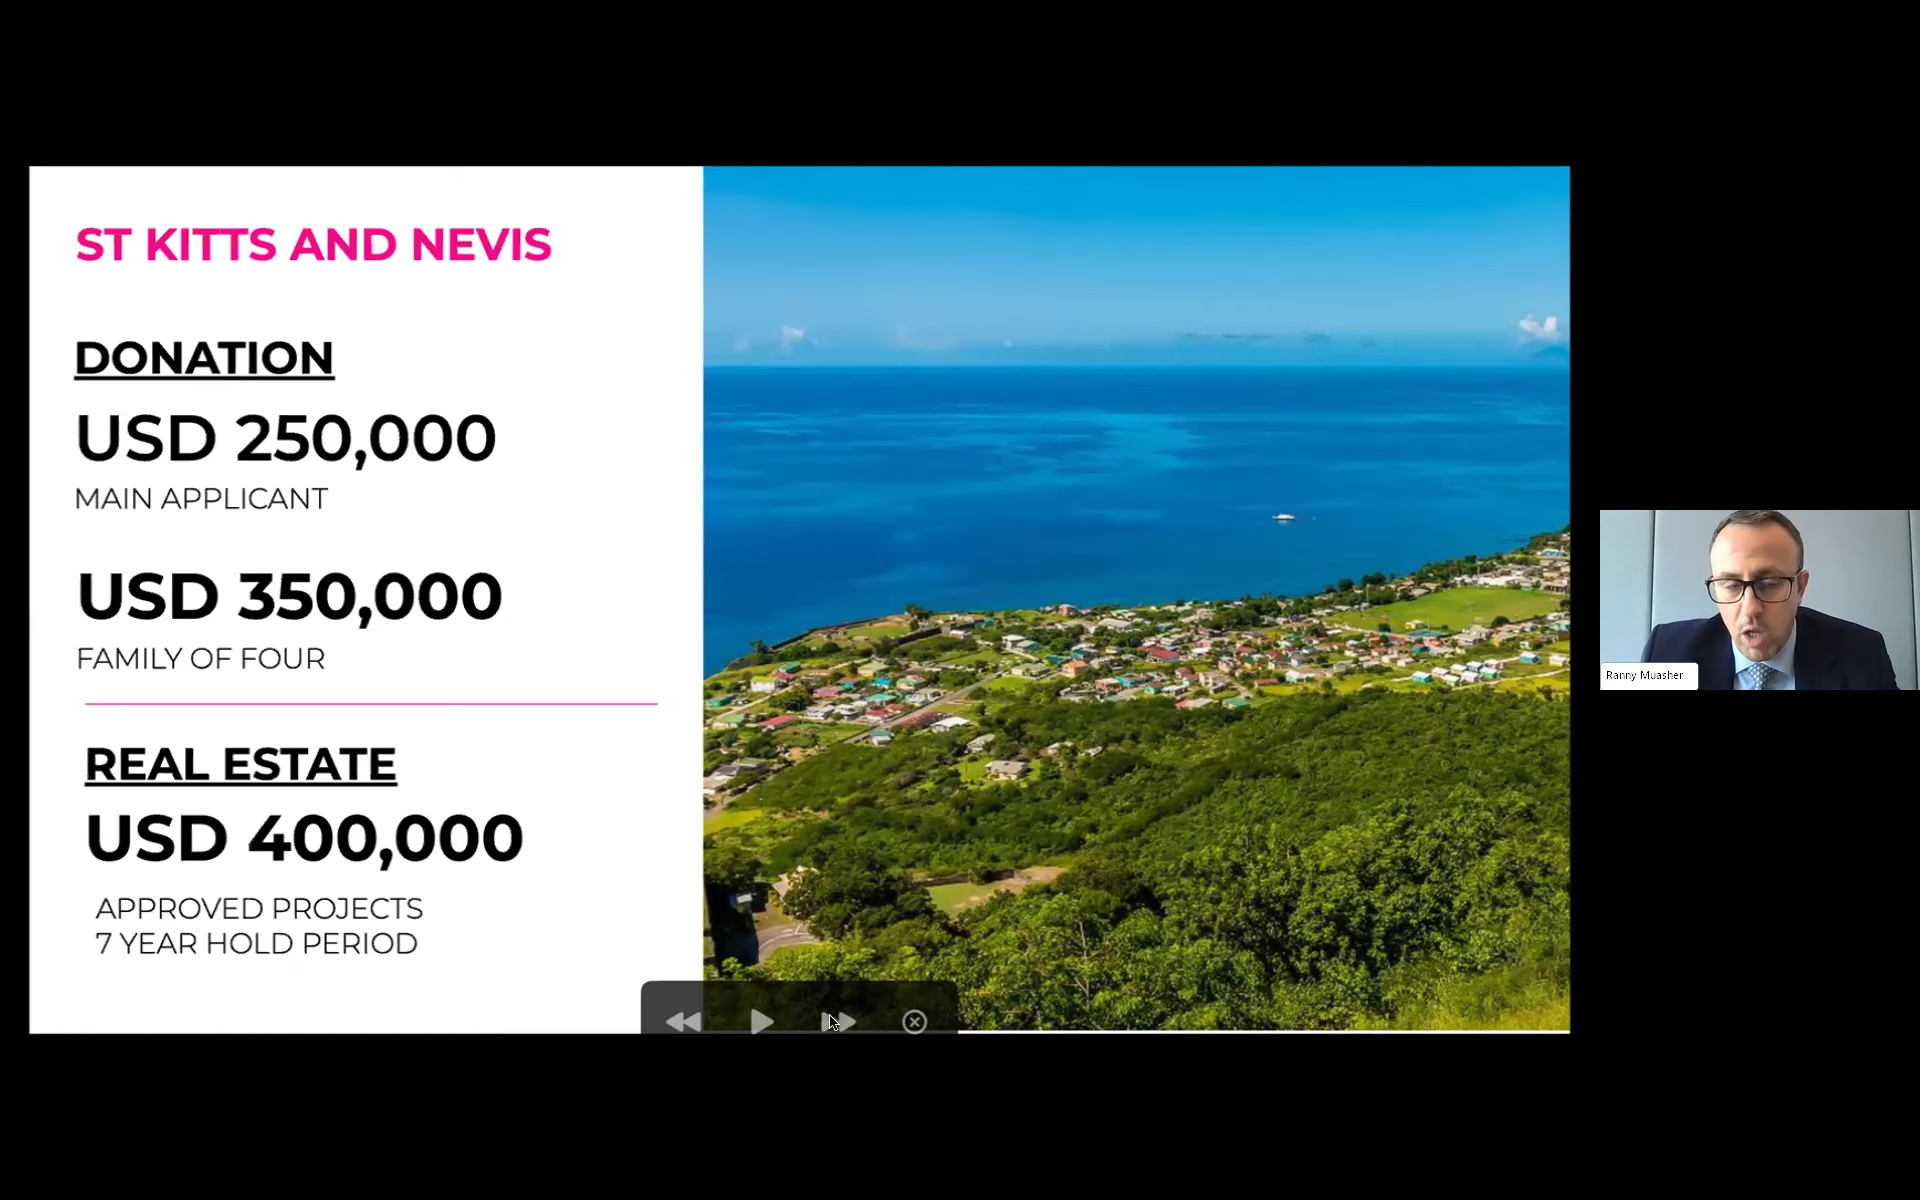 ST KITTS AND NEVIS
DONATION
USD 250,000
MAIN APPLICANT
USD 350,000
FAMILY OF FOUR
REAL ESTATE
USD 400,000
APPROVED PROJECTS
7 YEAR HOLD PERIOD
Ranny Muasher